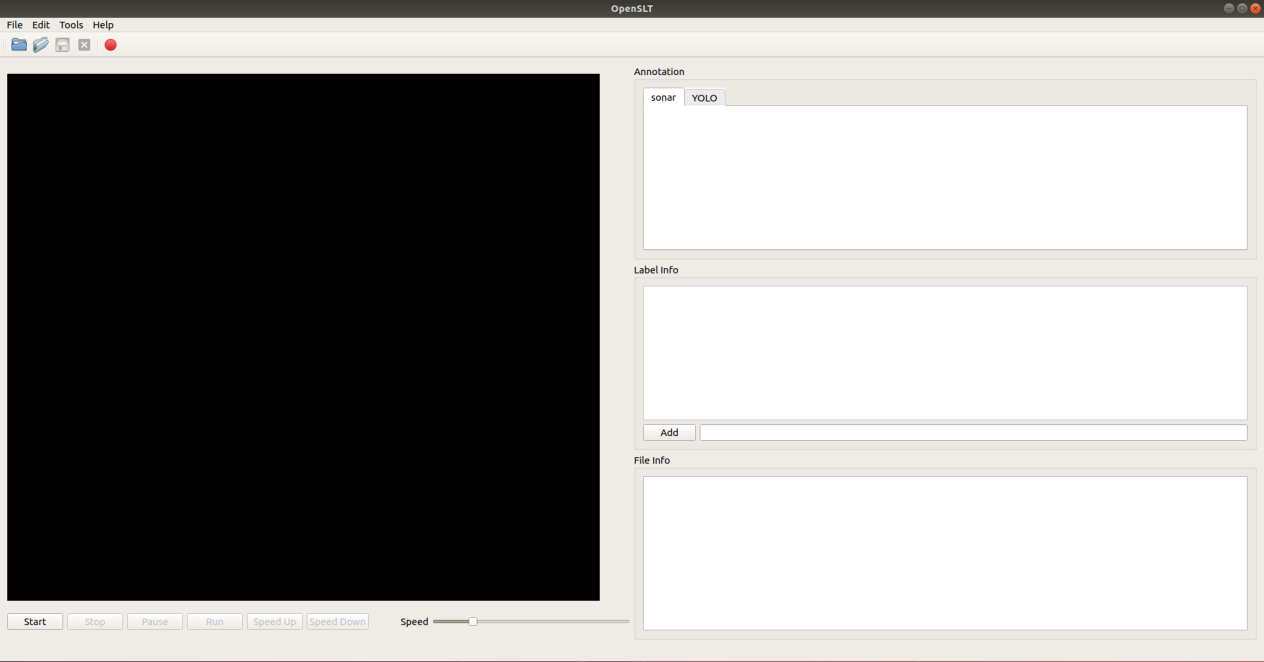 OpenSLT
File Edit Tools Help
Annotation
sonar YOLO
Label Info
Add
File Info
Start Stop Pause Run Speed Up Speed Down Speed